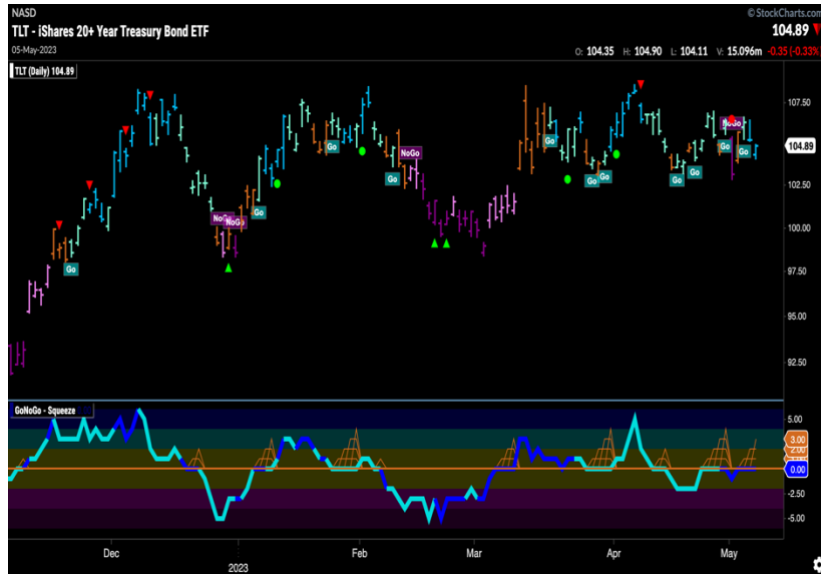 NASD
© StockCharts.com
TLT - iShares 20+ Year Treasury Bond ETF
104.89
05-May-2023
O: 104.35 H: 104.90 L: 104.11 V: 15.096m -0.35 (-0.33%)
TLT (Daily) 104.89
107.50
104.89
102.50
100.00
97.50
95.00
92.50
Go
NoGo
NoGo
Go
Go
Go
NoGo
Go
Go
Go
Go
Go
Go
NoGo
Go
GoNoGo - Squeeze
5.00
3.00
2.00
0.00
-2.50
-5.00
Dec
2023
Feb
Mar
Apr
May